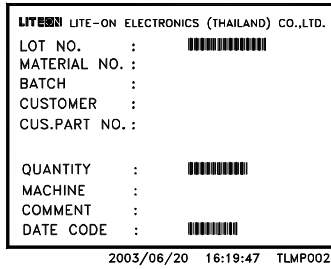 LITEON LITE-ON ELECTRONICS (THAILAND) CO.,LTD.
LOT NO. :
MATERIAL NO. :
BATCH :
CUSTOMER :
CUS.PART NO. :
QUANTITY :
MACHINE :
COMMENT :
DATE CODE :
2003/06/20 16:19:47 TLMP002